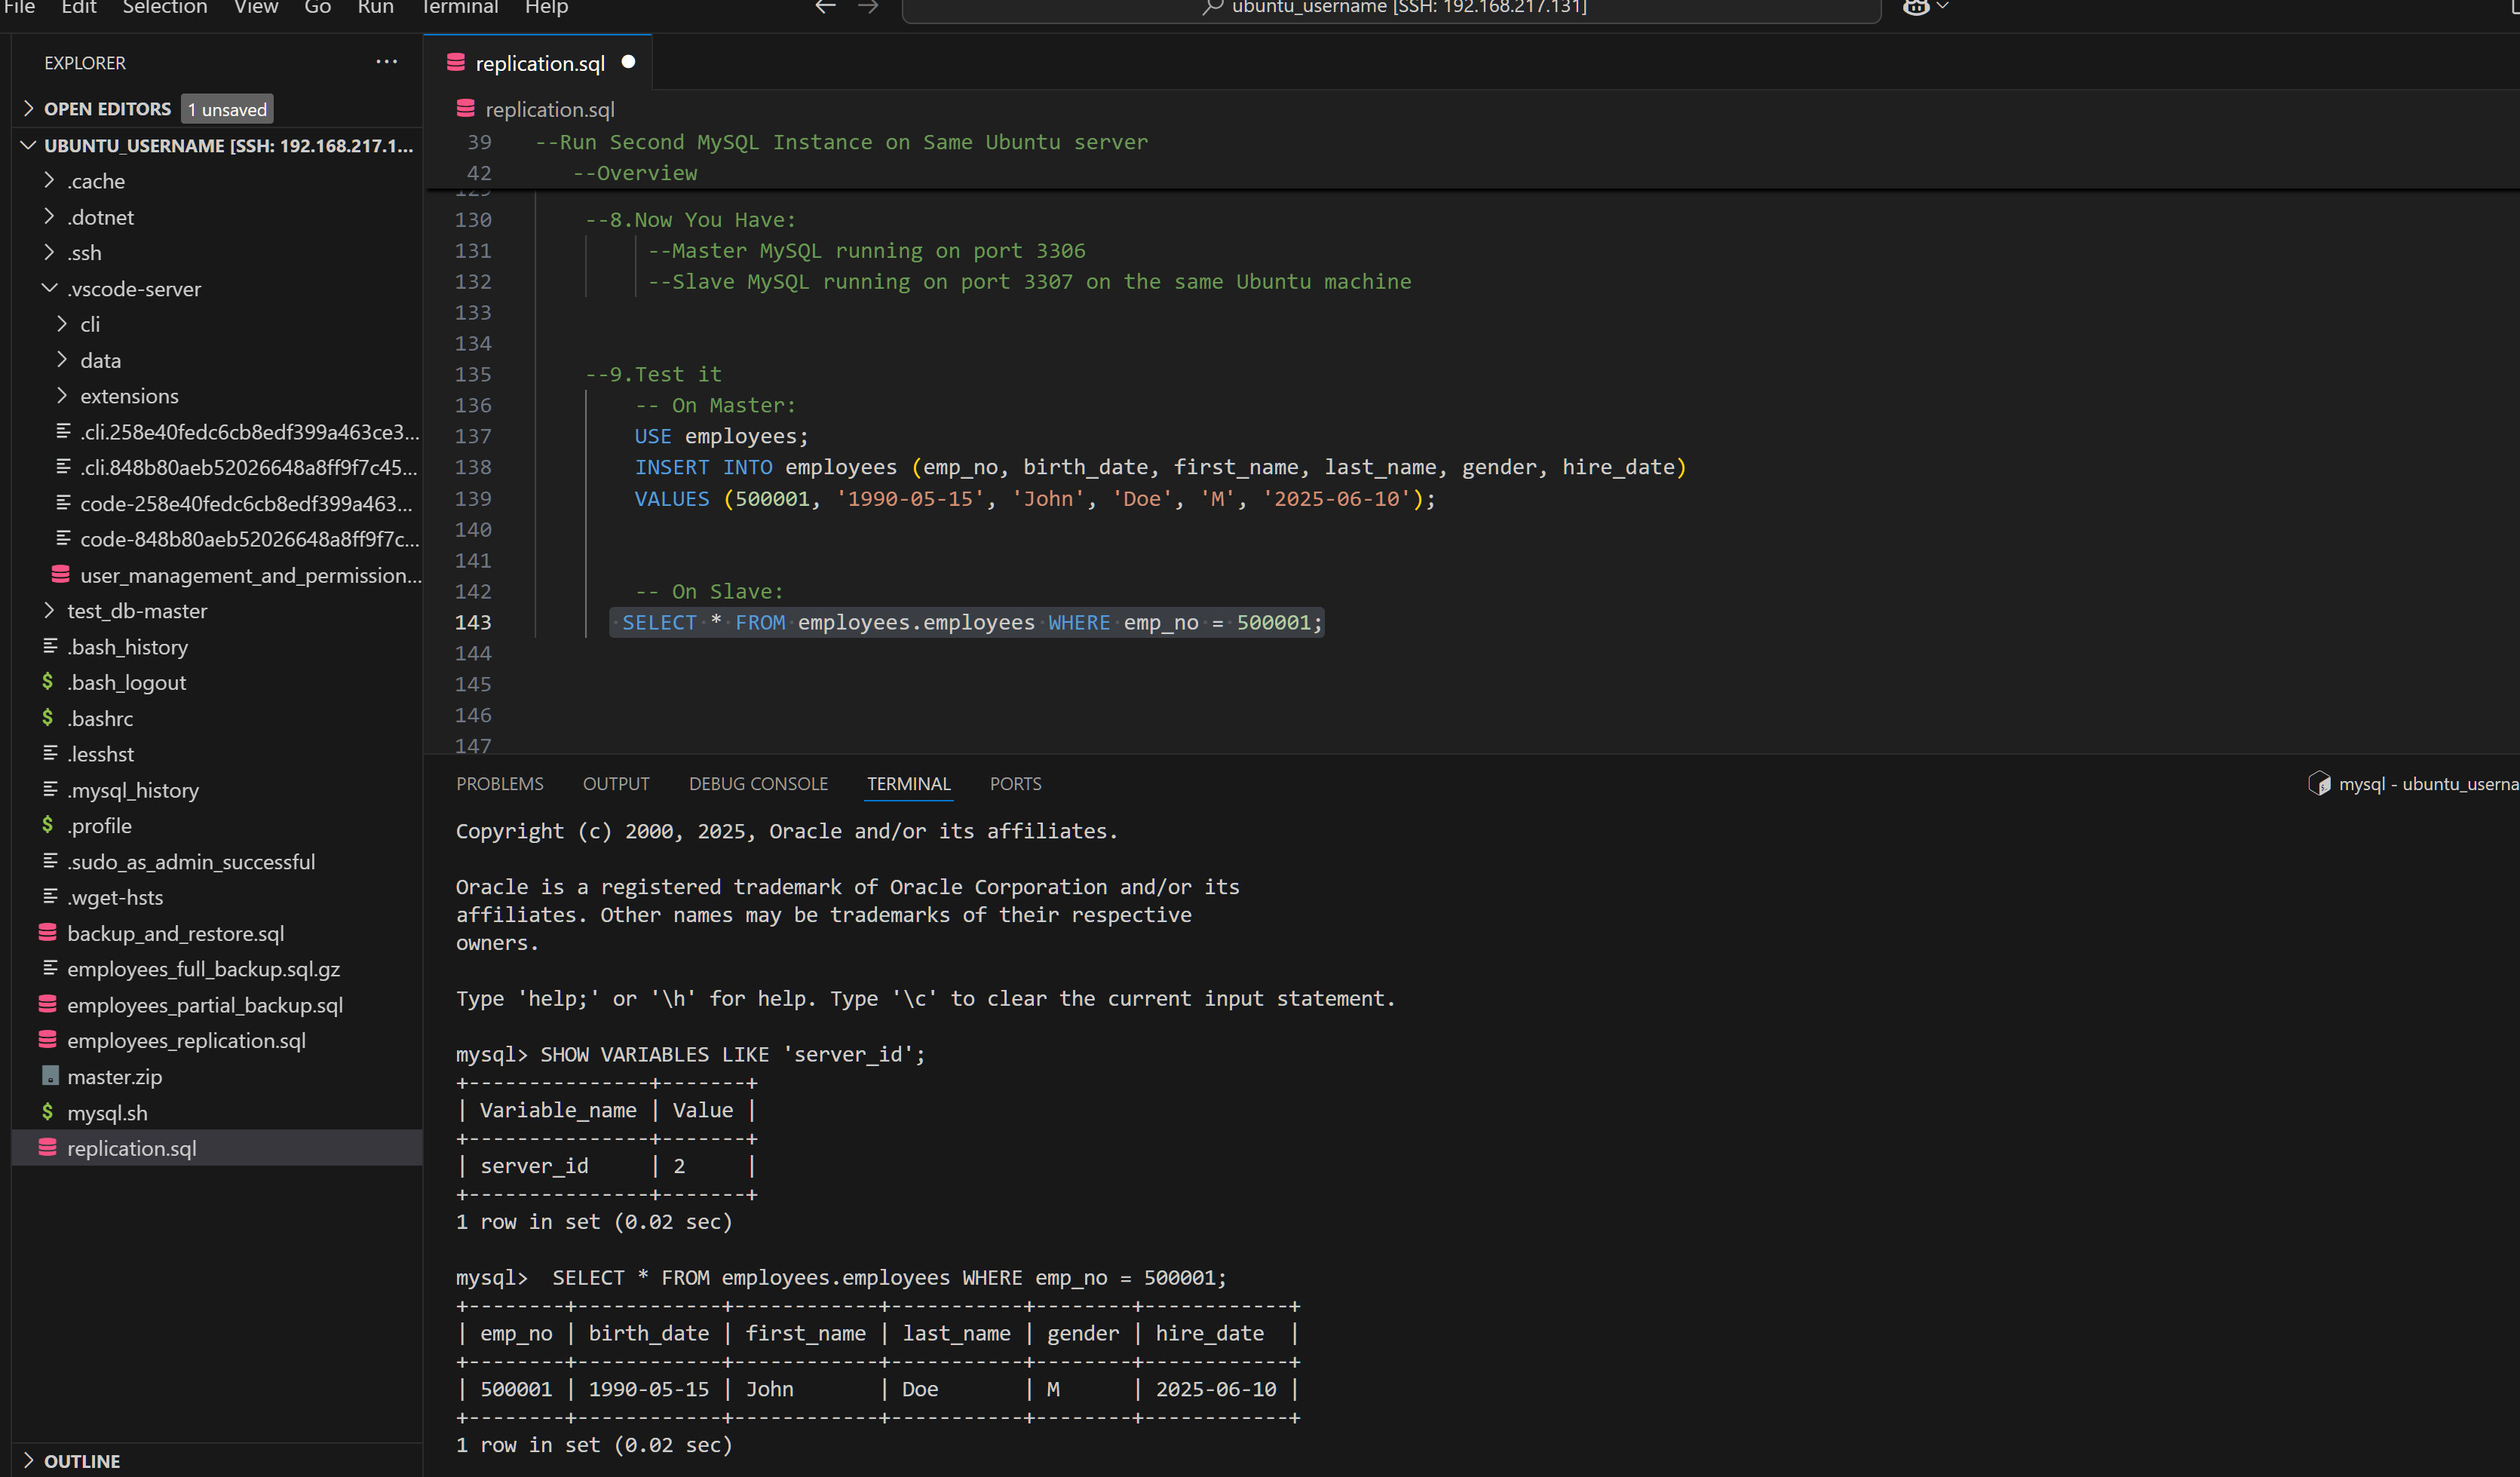 File Edit Selection View Go Run Terminal Help
ubuntu_username [SSH: 192.168.217.131]
EXPLORER
OPEN EDITORS 1 unsaved
UBUNTU_USERNAME [SSH: 192.168.217.1...
.cache
.dotnet
.ssh
.vscode-server
cli
data
extensions
.cli.258e40fedc6cb8edf399a463ce3...
.cli.848b80aeb52026648a8ff9f7c45...
code-258e40fedc6cb8edf399a463...
code-848b80aeb52026648a8ff9f7c...
user_management_and_permission...
test_db-master
.bash_history
.bash_logout
.bashrc
.lesshst
.mysql_history
.profile
.sudo_as_admin_successful
.wget-hsts
backup_and_restore.sql
employees_full_backup.sql.gz
employees_partial_backup.sql
employees_replication.sql
master.zip
mysql.sh
replication.sql
OUTLINE
replication.sql
replication.sql
39 --Run Second MySQL Instance on Same Ubuntu server
42 --Overview
129
130 --8.Now You Have:
131 --Master MySQL running on port 3306
132 --Slave MySQL running on port 3307 on the same Ubuntu machine
133
134
135 --9.Test it
136 -- On Master:
137 USE employees;
138 INSERT INTO employees (emp_no, birth_date, first_name, last_name, gender, hire_date)
139 VALUES (500001, '1990-05-15', 'John', 'Doe', 'M', '2025-06-10');
140
141
142 -- On Slave:
143 SELECT * FROM employees.employees WHERE emp_no = 500001;
144
145
146
147
PROBLEMS OUTPUT DEBUG CONSOLE TERMINAL PORTS
mysql - ubuntu_userna
Copyright (c) 2000, 2025, Oracle and/or its affiliates.
Oracle is a registered trademark of Oracle Corporation and/or its
affiliates. Other names may be trademarks of their respective
owners.
Type 'help;' or '\h' for help. Type '\c' to clear the current input statement.
mysql> SHOW VARIABLES LIKE 'server_id';
+---------------+-------+
| Variable_name | Value |
+---------------+-------+
| server_id     | 2     |
+---------------+-------+
1 row in set (0.02 sec)
mysql>  SELECT * FROM employees.employees WHERE emp_no = 500001;
+--------+------------+------------+-----------+--------+------------+
| emp_no | birth_date | first_name | last_name | gender | hire_date  |
+--------+------------+------------+-----------+--------+------------+
| 500001 | 1990-05-15 | John       | Doe       | M      | 2025-06-10 |
+--------+------------+------------+-----------+--------+------------+
1 row in set (0.02 sec)